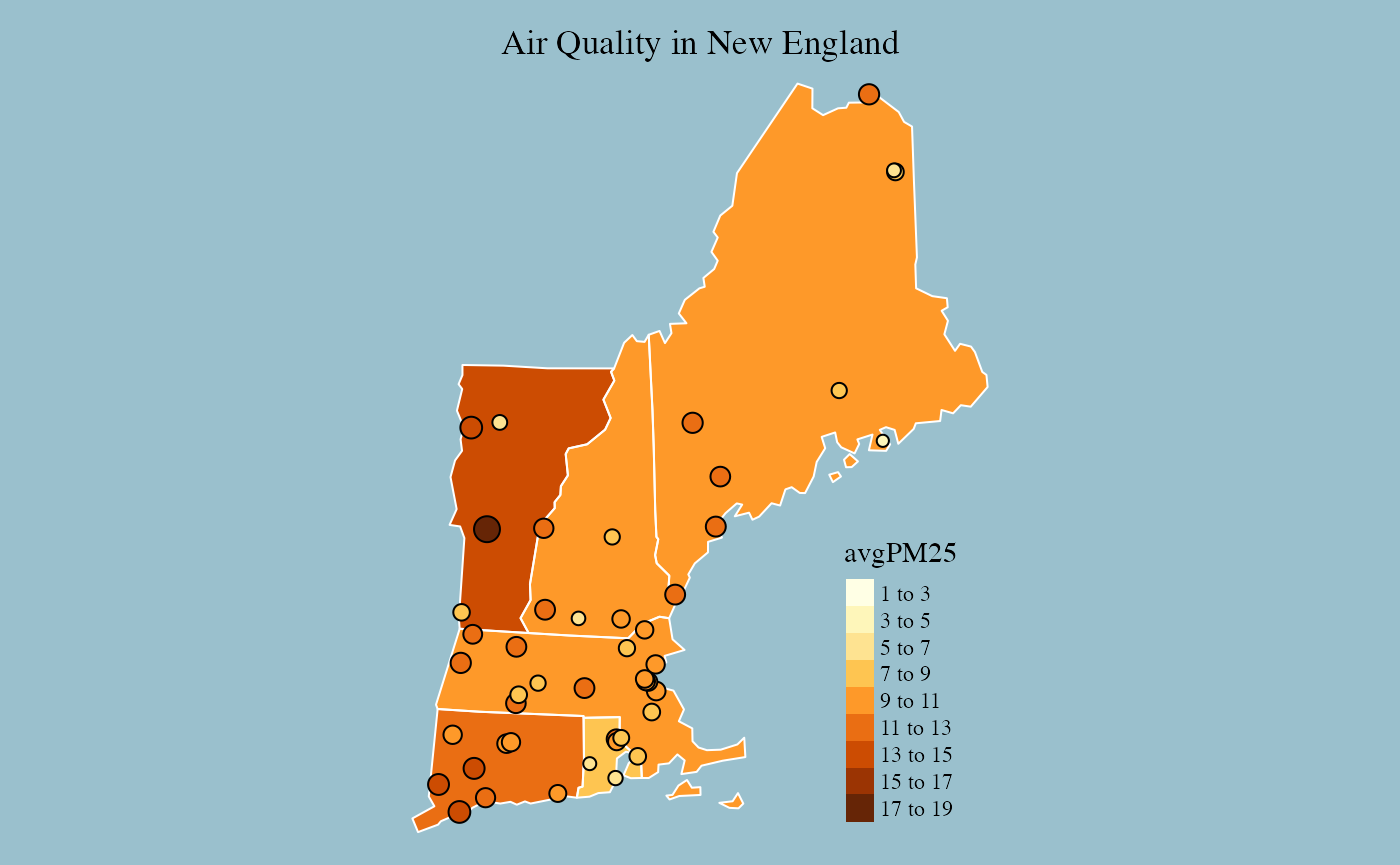 Air Quality in New England
avgPM25
1 to 3
3 to 5
5 to 7
7 to 9
9 to 11
11 to 13
13 to 15
15 to 17
17 to 19